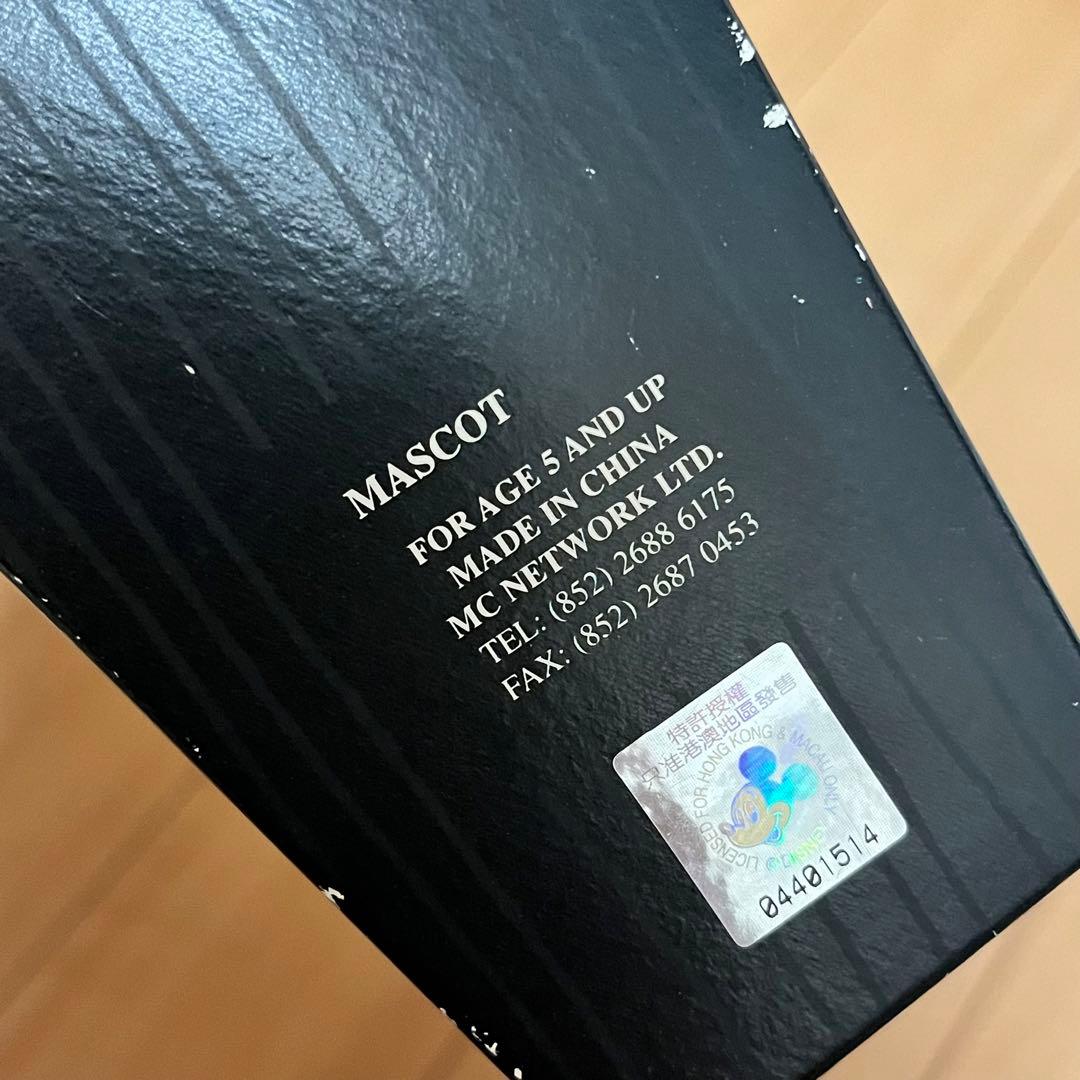 MASCOT
FOR AGE 5 AND UP
MADE IN CHINA
MC NETWORK LTD.
TEL: (852) 2688 6175
FAX: (852) 2687 0453
特許授權
只准港澳地區發售
LICENSED FOR HONG KONG & MACAU ONLY
04401514